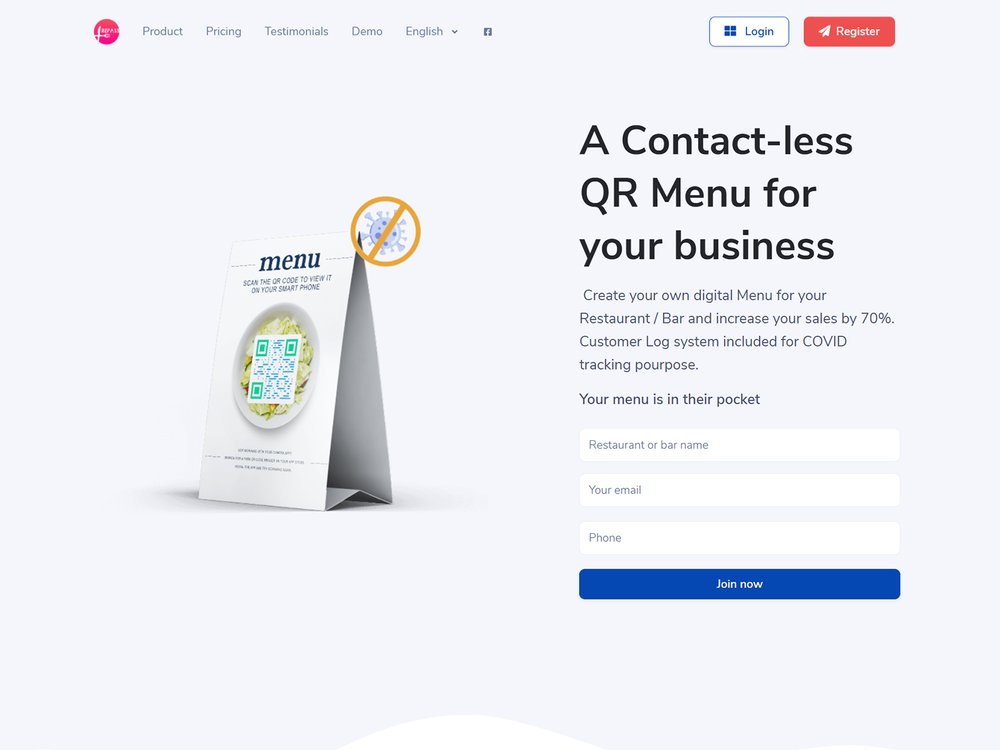 Product Pricing Testimonials Demo English
Login
Register
A Contact-less
QR Menu for
your business
Create your own digital Menu for your
Restaurant / Bar and increase your sales by 70%.
Customer Log system included for COVID
tracking pourpose.
Your menu is in their pocket
Restaurant or bar name
Your email
Phone
Join now
menu
SCAN THE QR CODE TO VIEW IT
ON YOUR SMART PHONE